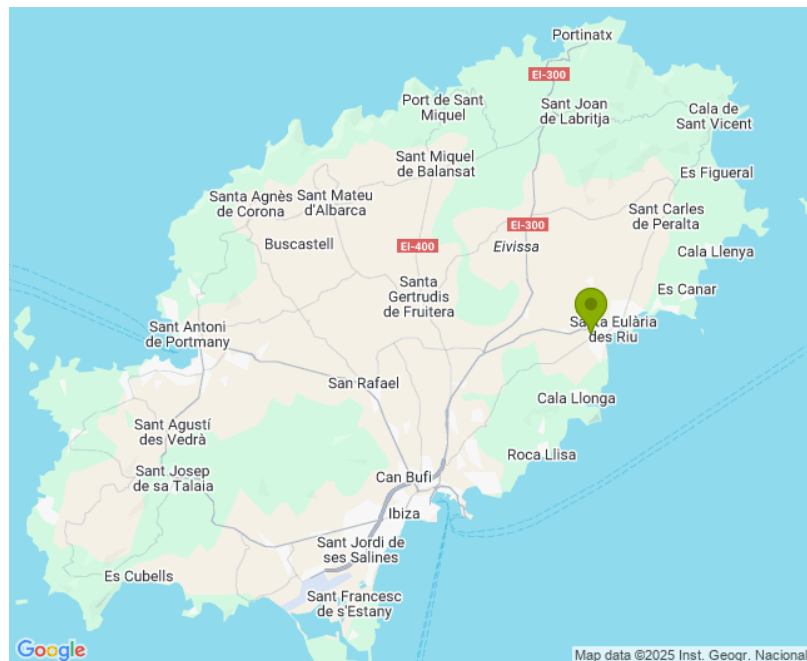 Portinatx
EI-300
Port de Sant
Miquel
Sant Joan
de Labritja
Cala de
Sant Vicent
Sant Miquel
de Balansat
Es Figueral
Santa Agnès
de Corona
Sant Mateu
d'Albarca
Sant Carles
de Peralta
EI-300
Buscastell
EI-400
Eivissa
Cala Llenya
Santa
Gertrudis
de Fruitera
Es Canar
Sant Antoni
de Portmany
Santa Eulària
des Riu
San Rafael
Cala Llonga
Sant Agustí
des Vedrà
Roca Llisa
Sant Josep
de sa Talaia
Can Bufi
Ibiza
Sant Jordi de
ses Salines
Es Cubells
Sant Francesc
de s'Estany
Google
Map data ©2025 Inst. Geogr. Nacional